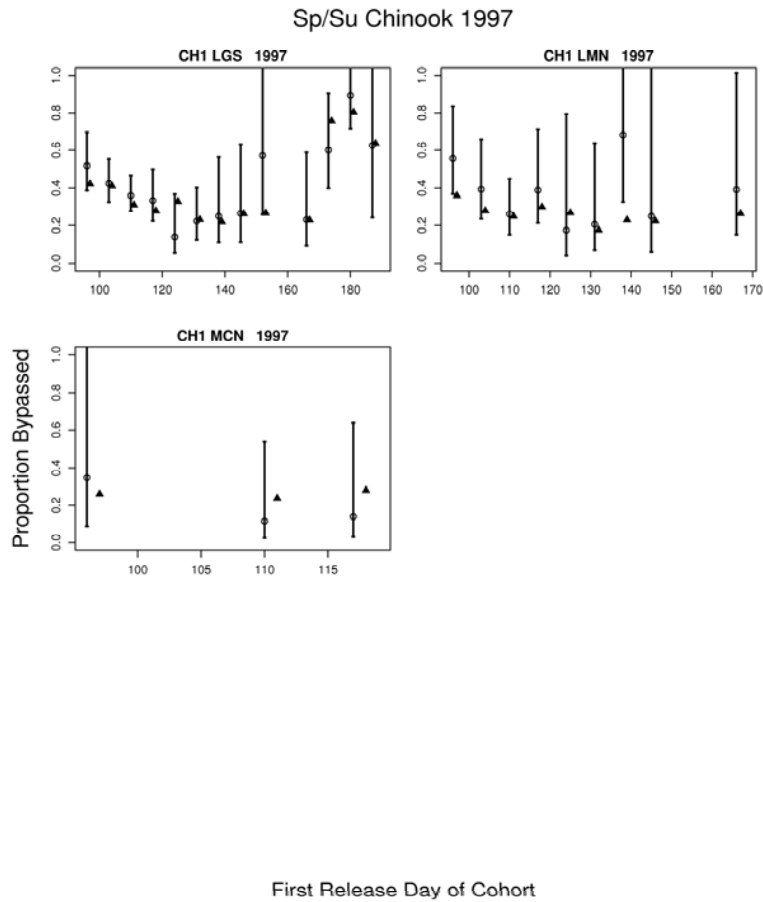 Sp/Su Chinook 1997
CH1 LGS 1997
CH1 LMN 1997
1.0
0.8
0.6
0.4
0.2
0.0
100 120 140 160 180
1.0
0.8
0.6
0.4
0.2
0.0
100 110 120 130 140 150 160 170
CH1 MCN 1997
Proportion Bypassed
1.0
0.8
0.6
0.4
0.2
0.0
100 105 110 115
First Release Day of Cohort